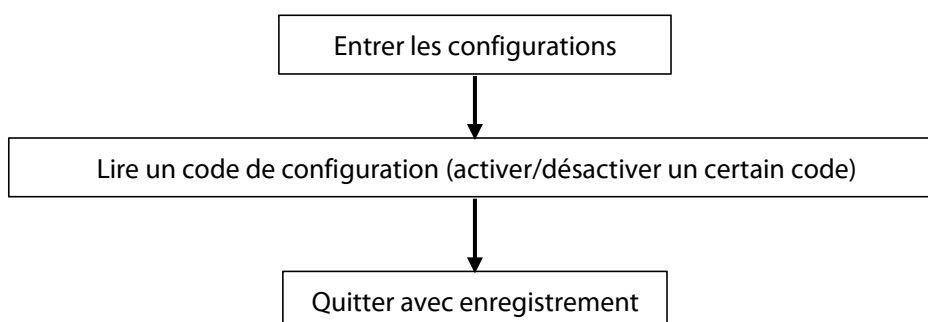 Entrer les configurations
Lire un code de configuration (activer/désactiver un certain code)
Quitter avec enregistrement